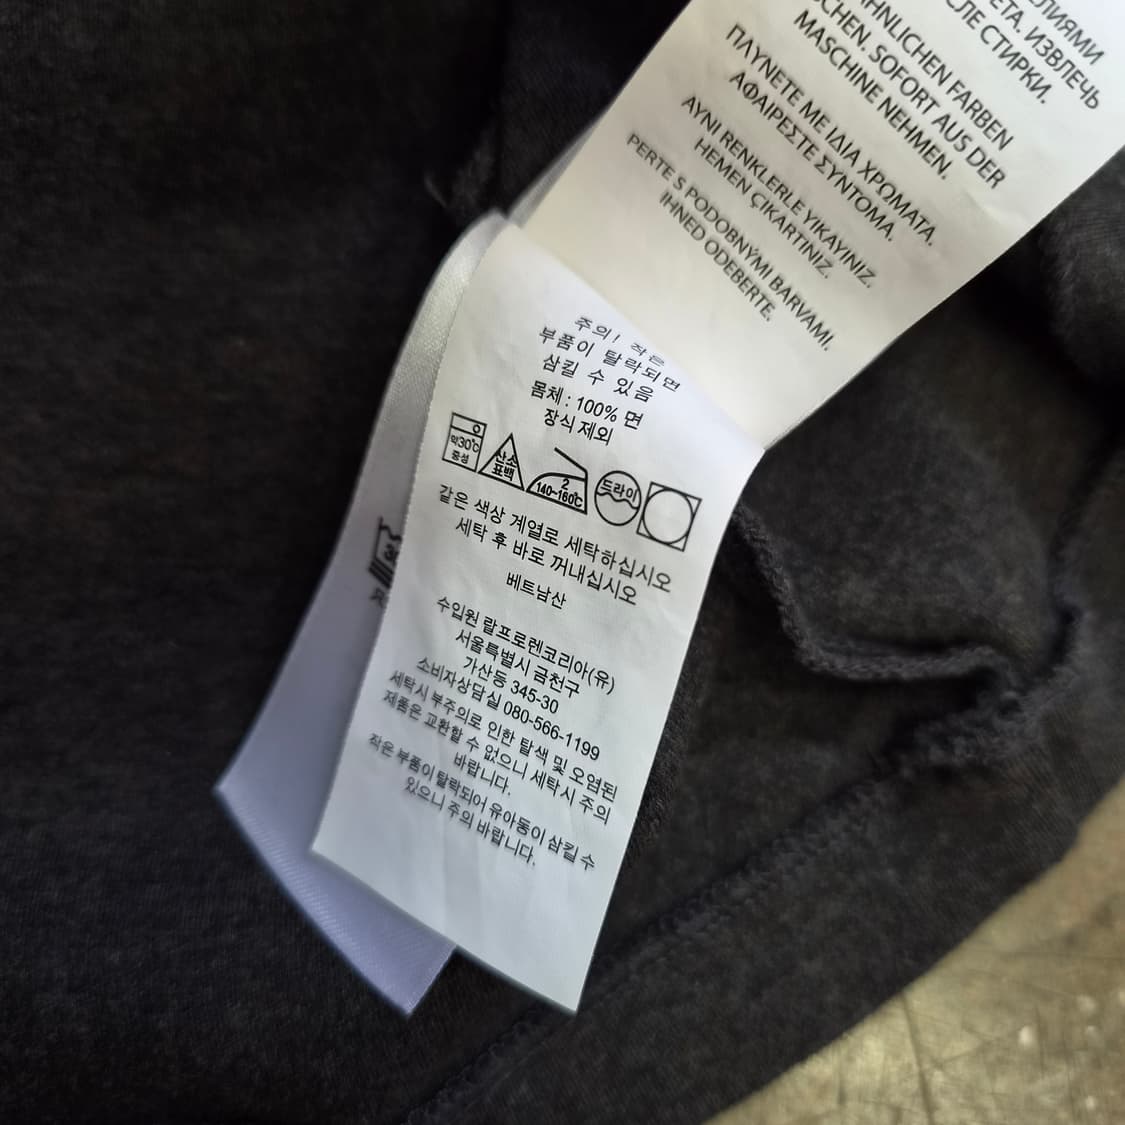 ЕТА. ИЗВЛЕЧЬ
СЛЕ СТИРКИ.
HNLICHEN FARBEN
CHEN. SOFORT AUS DER
MASCHINE NEHMEN.
ΠΛΥΝΕΤΕ ΜΕ ΙΔΙΑ ΧΡΩΜΑΤΑ.
ΑΦΑΙΡΕΣΤΕ ΣΥΝΤΟΜΑ.
AYNI RENKLERLE YIKAYINIZ.
HEMEN ÇIKARTINIZ.
PERTE S PODOBNÝMI BARVAMI.
IHNED ODEBERTE.
주의! 작은
부품이 탈락되면
삼킬 수 있음
몸체 : 100% 면
장식 제외
약30℃
중성
산소
표백
2
140~160℃
드라이
같은 색상 계열로 세탁하십시오
세탁 후 바로 꺼내십시오
베트남산
수입원 랄프로렌코리아(유)
서울특별시 금천구
가산동 345-30
소비자상담실 080-566-1199
세탁시 부주의로 인한 탈색 및 오염된
제품은 교환할 수 없으니 세탁시 주의
바랍니다.
작은 부품이 탈락되어 유아동이 삼킬 수
있으니 주의 바랍니다.